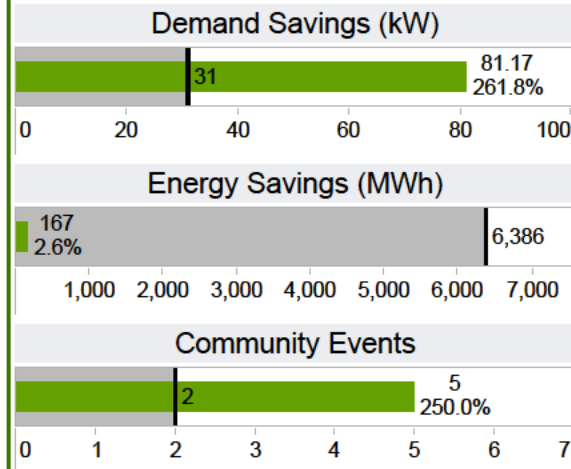 Demand Savings (kW)
31
81.17
261.8%
0 20 40 60 80 100
Energy Savings (MWh)
167
2.6%
6,386
1,000 2,000 3,000 4,000 5,000 6,000 7,000
Community Events
2
5
250.0%
0 1 2 3 4 5 6 7